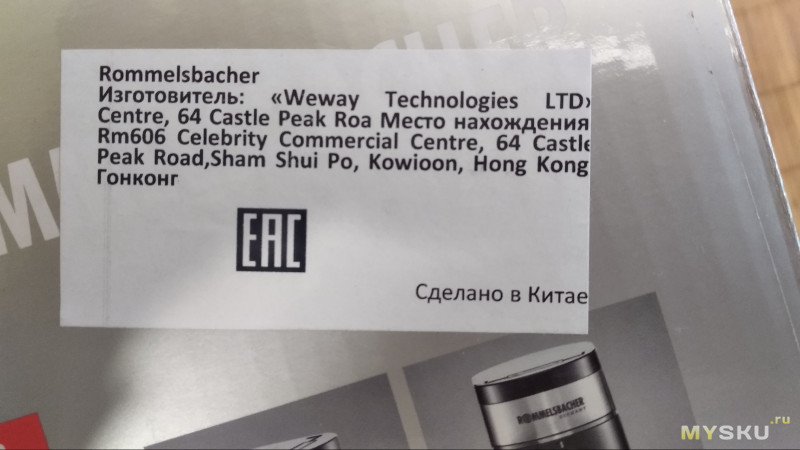 Rommelsbacher
Изготовитель: «Weway Technologies LTD»
Centre, 64 Castle Peak Roa Место нахождения
Rm606 Celebrity Commercial Centre, 64 Castle
Peak Road,Sham Shui Po, Kowioon, Hong Kong
Гонконг
EAC
Сделано в Китае
ROMMELSBACHER
GERMANY
MYSKU.ru